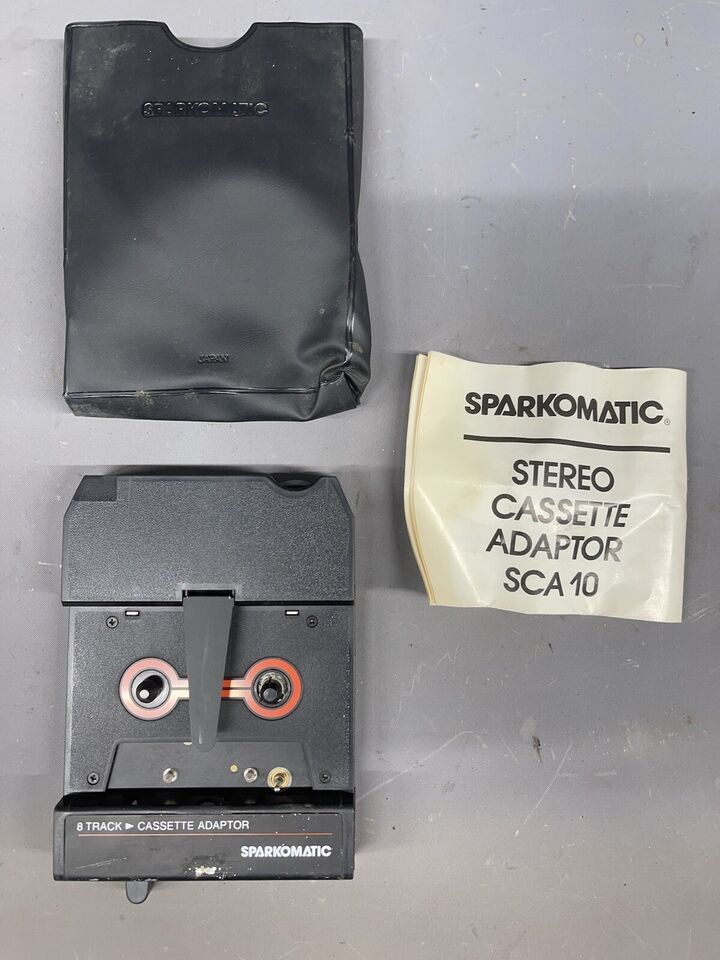 SPARKOMATIC
JAPAN
SPARKOMATIC®
STEREO
CASSETTE
ADAPTOR
SCA 10
8 TRACK ▶ CASSETTE ADAPTOR
SPARKOMATIC